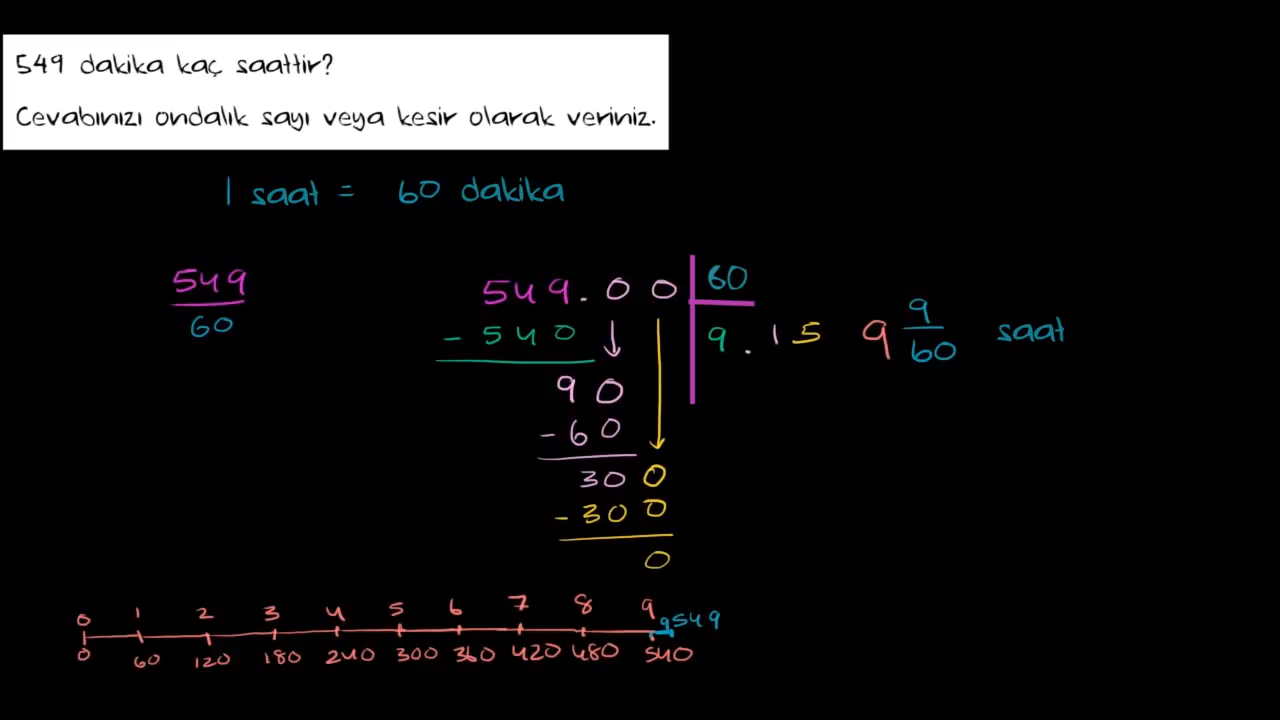 549 dakika kaç saattir?
Cevabınızı ondalık sayı veya kesir olarak veriniz.
1 saat = 60 dakika
549
60
549.00 60
- 540 9.15 9 9/60 saat
90
- 60
300
- 300
0
0 1 2 3 4 5 6 7 8 9 9 549
0 60 120 180 240 300 360 420 480 540